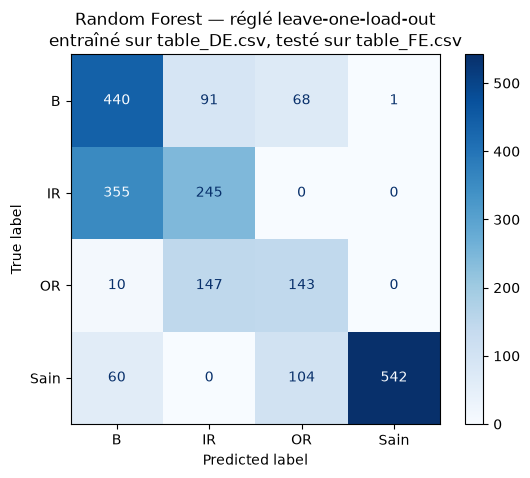 Random Forest — réglé leave-one-load-out
entraîné sur table_DE.csv, testé sur table_FE.csv
B 440 91 68 1
IR 355 245 0 0
OR 10 147 143 0
Sain 60 0 104 542
B IR OR Sain
Predicted label
True label
500
400
300
200
100
0